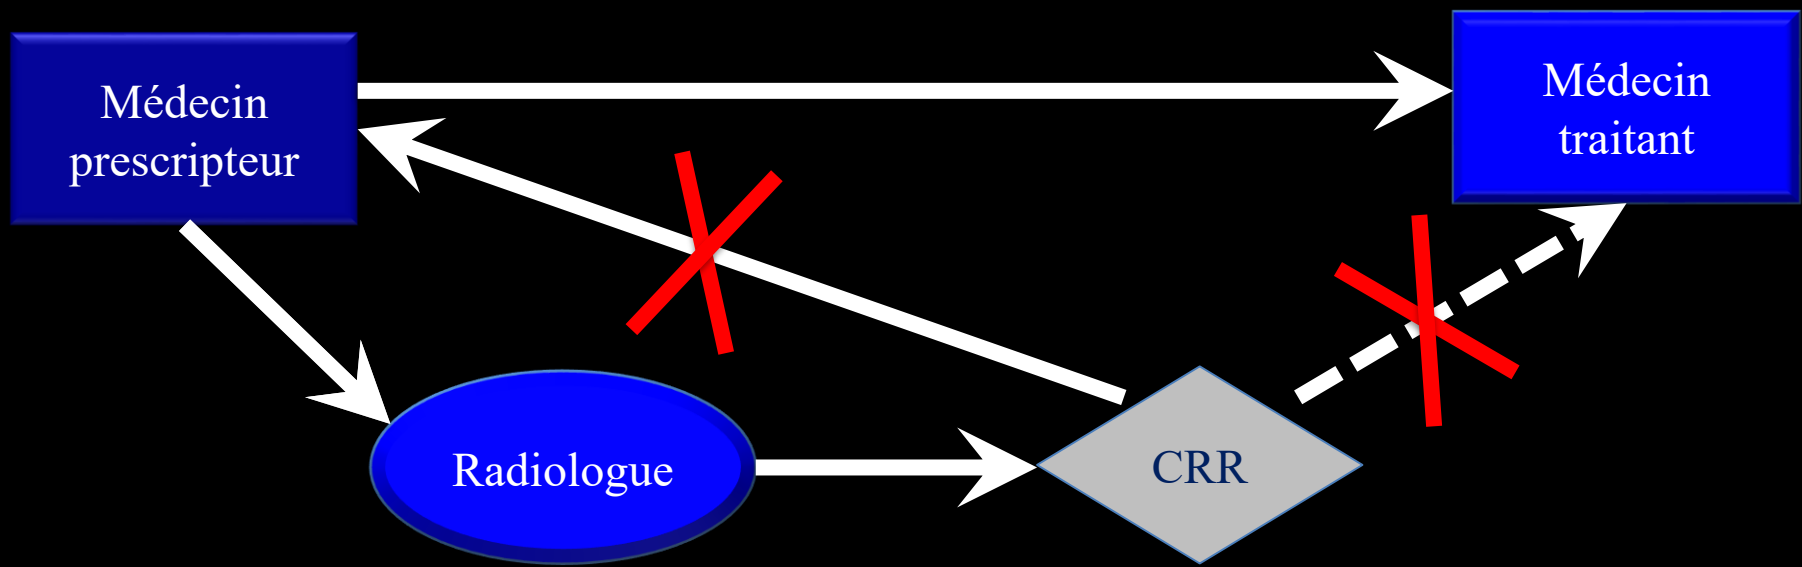 Médecin
prescripteur
Médecin
traitant
Radiologue
CRR